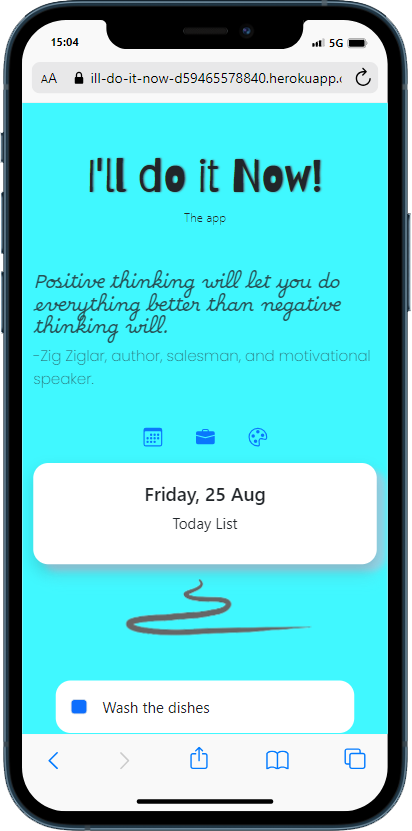 15:04
5G
AA ill-do-it-now-d59465578840.herokuapp.c
I'll do it Now!
The app
Positive thinking will let you do
everything better than negative
thinking will.
-Zig Ziglar, author, salesman, and motivational
speaker.
Friday, 25 Aug
Today List
Wash the dishes